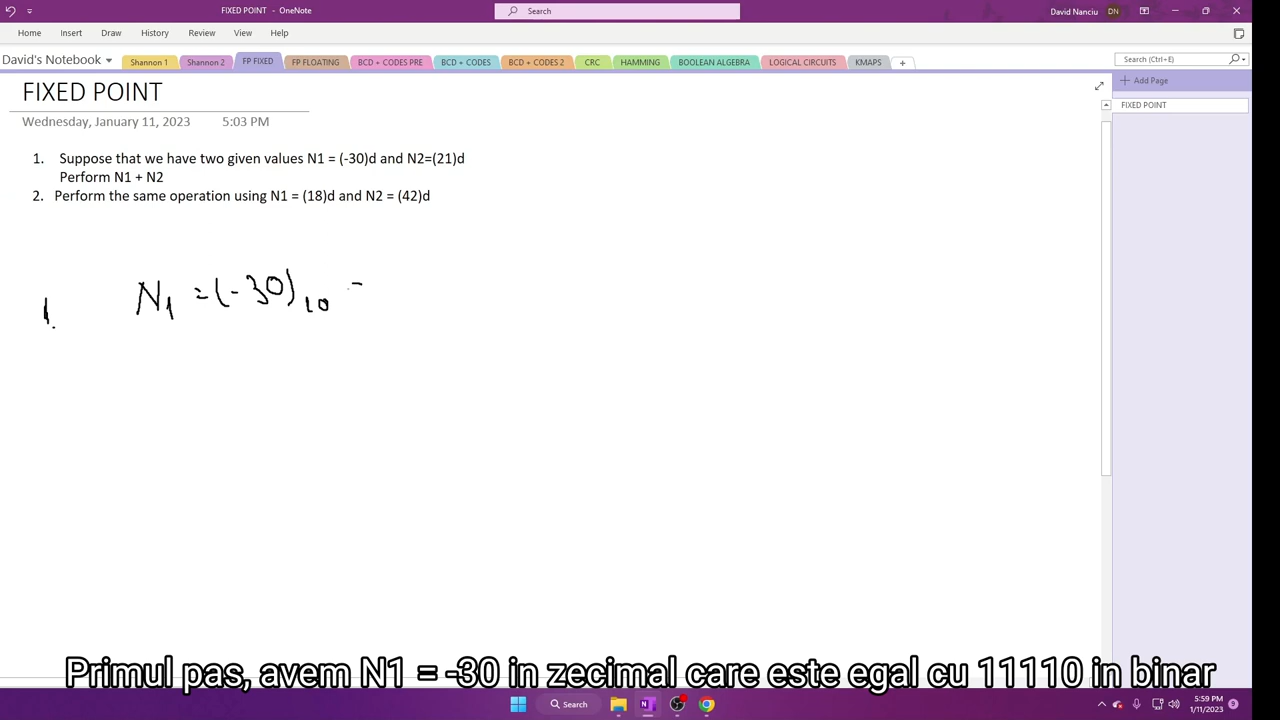 FIXED POINT - OneNote
Search
David Nanciu DN
Home Insert Draw History Review View Help
David's Notebook Shannon 1 Shannon 2 FP FIXED FP FLOATING BCD + CODES PRE BCD + CODES BCD + CODES 2 CRC HAMMING BOOLEAN ALGEBRA LOGICAL CIRCUITS KMAPS
Search (Ctrl+E)
FIXED POINT
Add Page
FIXED POINT
Wednesday, January 11, 2023 5:03 PM
1. Suppose that we have two given values N1 = (-30)d and N2=(21)d
Perform N1 + N2
2. Perform the same operation using N1 = (18)d and N2 = (42)d
1. N1 = (-30)10 -
Primul pas, avem N1 = -30 in zecimal care este egal cu 11110 in binar
Search
5:59 PM
1/11/2023